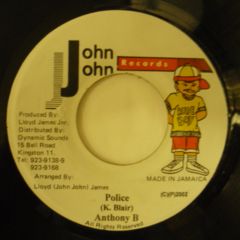 John
John
Records
Produced By:
Lloyd James Jnr.
Distributed By:
Dynamic Sounds
15 Bell Road
Kingston 11.
Tel: 923-9138-9
923-9168
MADE IN JAMAICA
Arranged By:
(C)(P)2002
Lloyd (John John) James
Police
(K. Blair)
Anthony B
All Rights Reserved